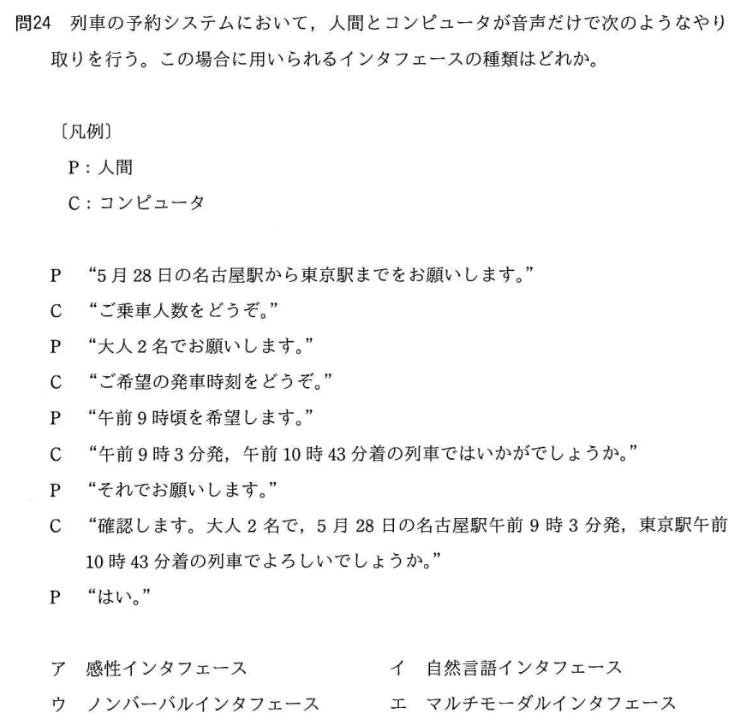 問24 列車の予約システムにおいて，人間とコンピュータが音声だけで次のようなやり
取りを行う。この場合に用いられるインタフェースの種類はどれか。
〔凡例〕
P：人間
C：コンピュータ
P “5月28日の名古屋駅から東京駅までをお願いします。”
C “ご乗車人数をどうぞ。”
P “大人2名でお願いします。”
C “ご希望の発車時刻をどうぞ。”
P “午前9時頃を希望します。”
C “午前9時3分発，午前10時43分着の列車ではいかがでしょうか。”
P “それでお願いします。”
C “確認します。大人2名で，5月28日の名古屋駅午前9時3分発，東京駅午前
10時43分着の列車でよろしいでしょうか。”
P “はい。”
ア 感性インタフェース イ 自然言語インタフェース
ウ ノンバーバルインタフェース エ マルチモーダルインタフェース